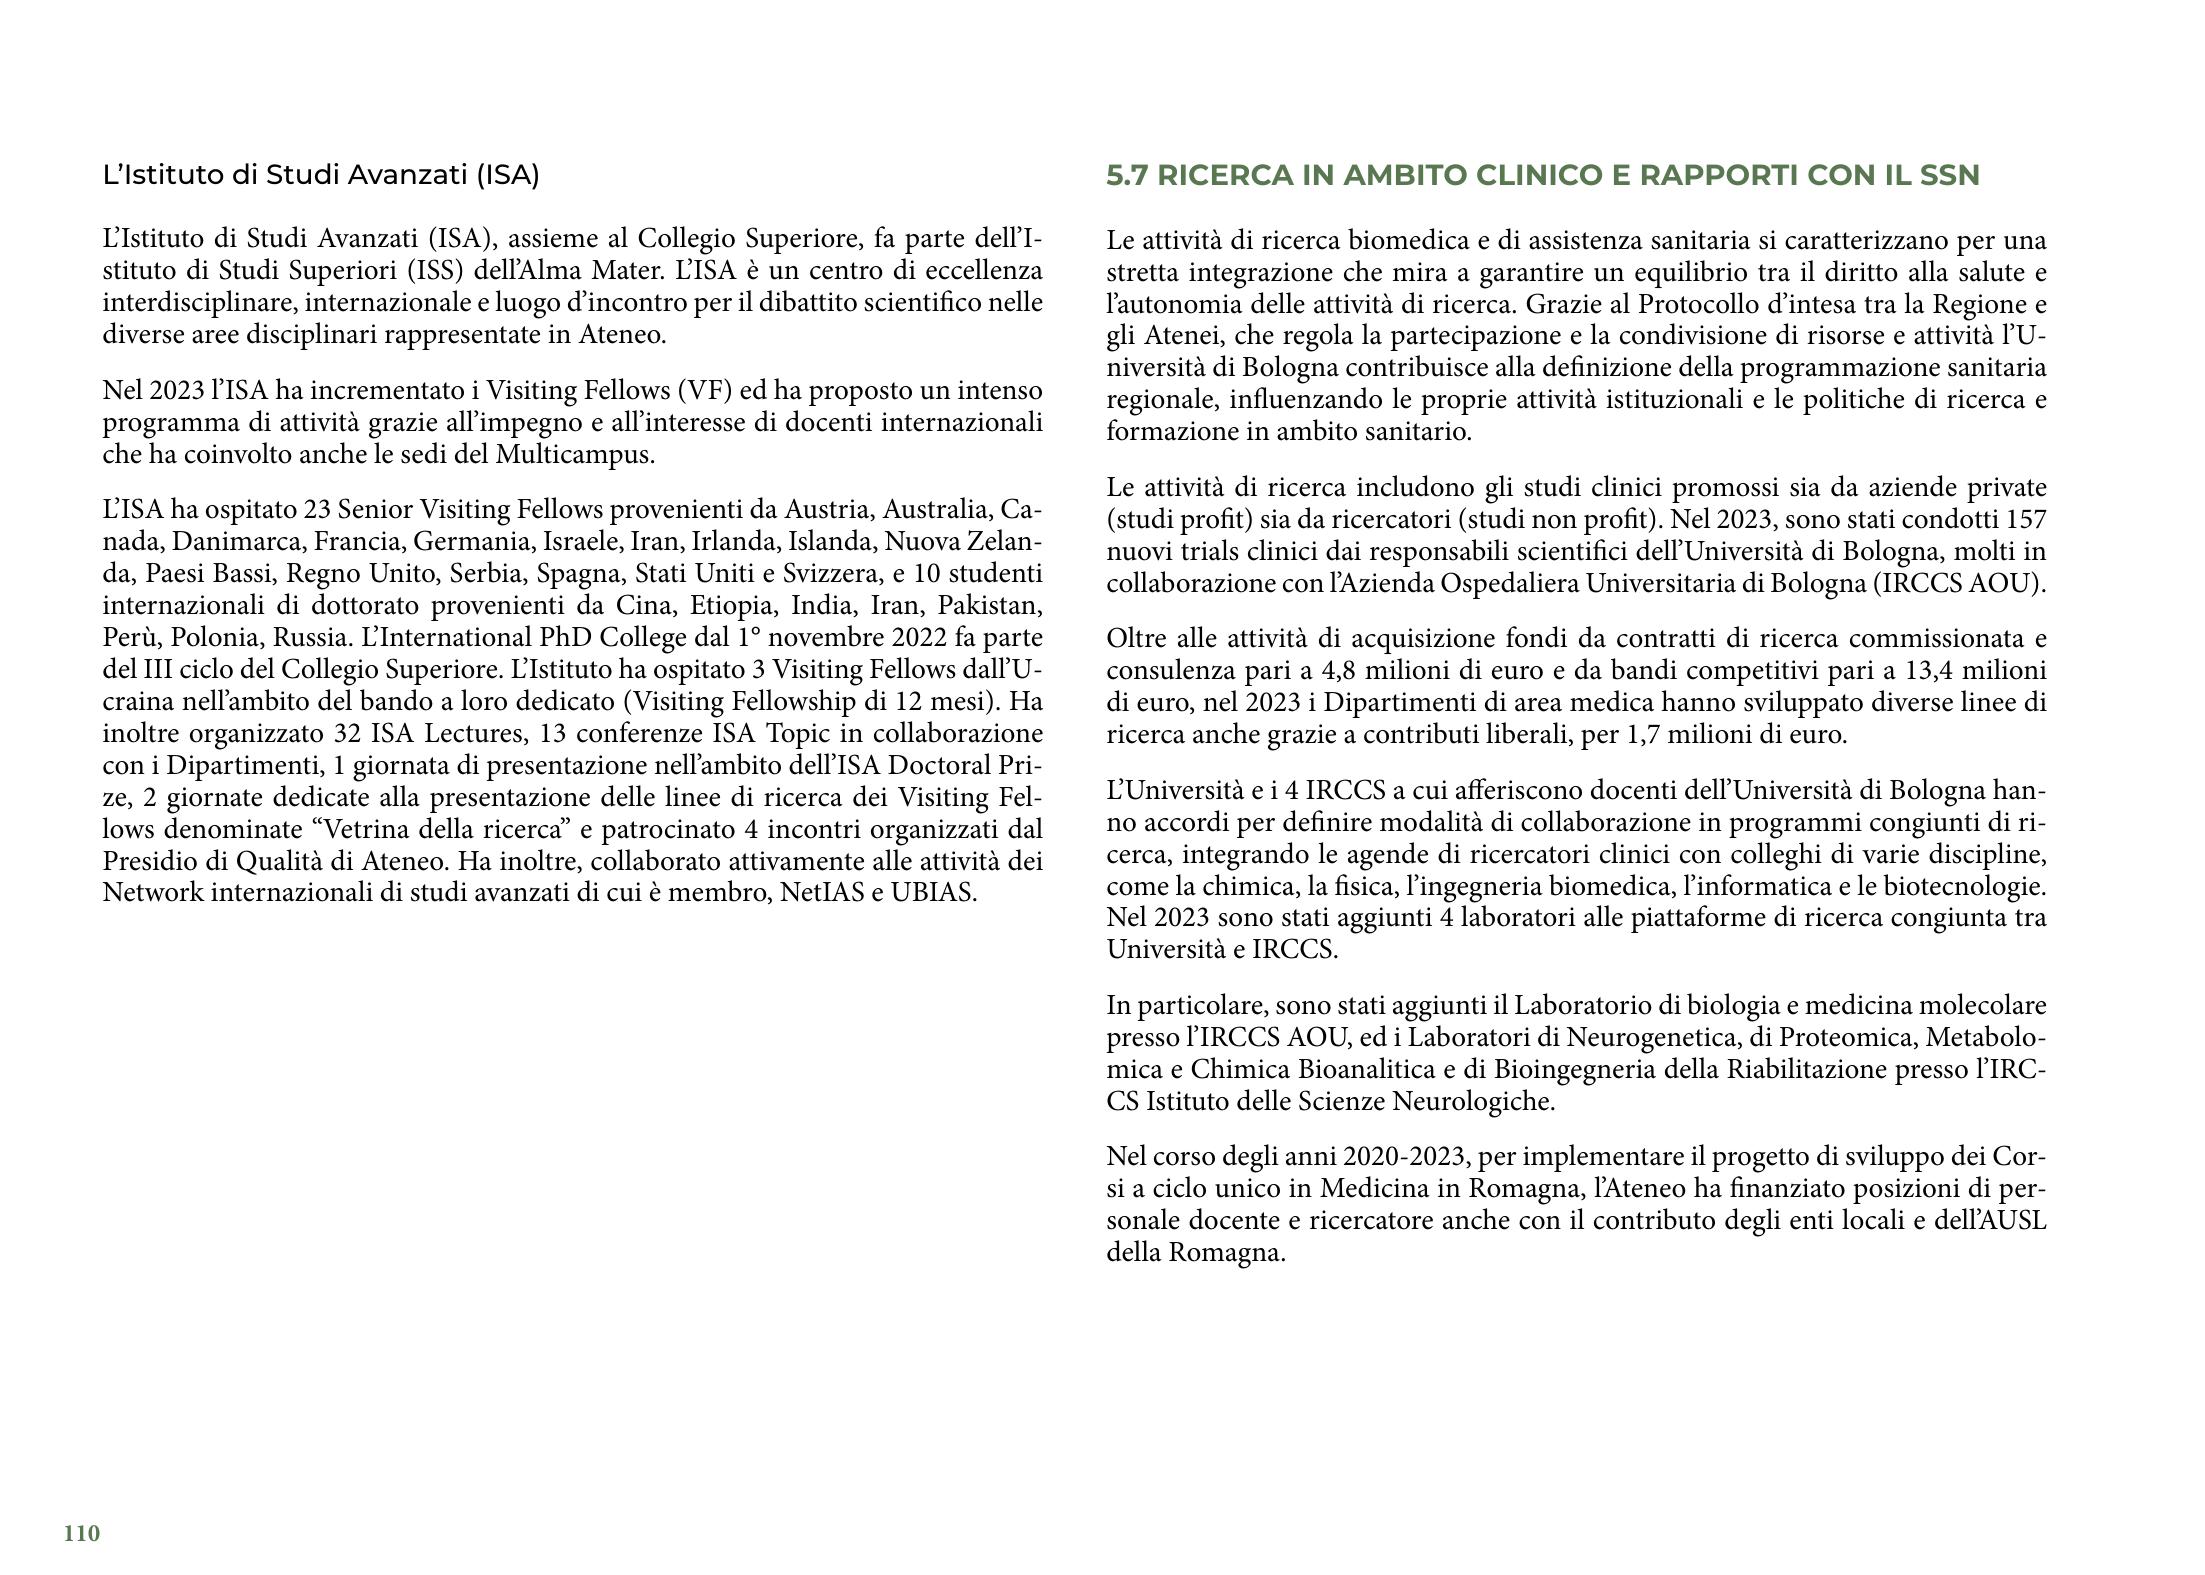 L’Istituto di Studi Avanzati (ISA)
L’Istituto di Studi Avanzati (ISA), assieme al Collegio Superiore, fa parte dell’I-
stituto di Studi Superiori (ISS) dell’Alma Mater. L’ISA è un centro di eccellenza
interdisciplinare, internazionale e luogo d’incontro per il dibattito scientifico nelle
diverse aree disciplinari rappresentate in Ateneo.
Nel 2023 l’ISA ha incrementato i Visiting Fellows (VF) ed ha proposto un intenso
programma di attività grazie all’impegno e all’interesse di docenti internazionali
che ha coinvolto anche le sedi del Multicampus.
L’ISA ha ospitato 23 Senior Visiting Fellows provenienti da Austria, Australia, Ca-
nada, Danimarca, Francia, Germania, Israele, Iran, Irlanda, Islanda, Nuova Zelan-
da, Paesi Bassi, Regno Unito, Serbia, Spagna, Stati Uniti e Svizzera, e 10 studenti
internazionali di dottorato provenienti da Cina, Etiopia, India, Iran, Pakistan,
Perù, Polonia, Russia. L’International PhD College dal 1° novembre 2022 fa parte
del III ciclo del Collegio Superiore. L’Istituto ha ospitato 3 Visiting Fellows dall’U-
craina nell’ambito del bando a loro dedicato (Visiting Fellowship di 12 mesi). Ha
inoltre organizzato 32 ISA Lectures, 13 conferenze ISA Topic in collaborazione
con i Dipartimenti, 1 giornata di presentazione nell’ambito dell’ISA Doctoral Pri-
ze, 2 giornate dedicate alla presentazione delle linee di ricerca dei Visiting Fel-
lows denominate “Vetrina della ricerca” e patrocinato 4 incontri organizzati dal
Presidio di Qualità di Ateneo. Ha inoltre, collaborato attivamente alle attività dei
Network internazionali di studi avanzati di cui è membro, NetIAS e UBIAS.
5.7 RICERCA IN AMBITO CLINICO E RAPPORTI CON IL SSN
Le attività di ricerca biomedica e di assistenza sanitaria si caratterizzano per una
stretta integrazione che mira a garantire un equilibrio tra il diritto alla salute e
l’autonomia delle attività di ricerca. Grazie al Protocollo d’intesa tra la Regione e
gli Atenei, che regola la partecipazione e la condivisione di risorse e attività l’U-
niversità di Bologna contribuisce alla definizione della programmazione sanitaria
regionale, influenzando le proprie attività istituzionali e le politiche di ricerca e
formazione in ambito sanitario.
Le attività di ricerca includono gli studi clinici promossi sia da aziende private
(studi profit) sia da ricercatori (studi non profit). Nel 2023, sono stati condotti 157
nuovi trials clinici dai responsabili scientifici dell’Università di Bologna, molti in
collaborazione con l’Azienda Ospedaliera Universitaria di Bologna (IRCCS AOU).
Oltre alle attività di acquisizione fondi da contratti di ricerca commissionata e
consulenza pari a 4,8 milioni di euro e da bandi competitivi pari a 13,4 milioni
di euro, nel 2023 i Dipartimenti di area medica hanno sviluppato diverse linee di
ricerca anche grazie a contributi liberali, per 1,7 milioni di euro.
L’Università e i 4 IRCCS a cui afferiscono docenti dell’Università di Bologna han-
no accordi per definire modalità di collaborazione in programmi congiunti di ri-
cerca, integrando le agende di ricercatori clinici con colleghi di varie discipline,
come la chimica, la fisica, l’ingegneria biomedica, l’informatica e le biotecnologie.
Nel 2023 sono stati aggiunti 4 laboratori alle piattaforme di ricerca congiunta tra
Università e IRCCS.
In particolare, sono stati aggiunti il Laboratorio di biologia e medicina molecolare
presso l’IRCCS AOU, ed i Laboratori di Neurogenetica, di Proteomica, Metabolo-
mica e Chimica Bioanalitica e di Bioingegneria della Riabilitazione presso l’IRC-
CS Istituto delle Scienze Neurologiche.
Nel corso degli anni 2020-2023, per implementare il progetto di sviluppo dei Cor-
si a ciclo unico in Medicina in Romagna, l’Ateneo ha finanziato posizioni di per-
sonale docente e ricercatore anche con il contributo degli enti locali e dell’AUSL
della Romagna.
110